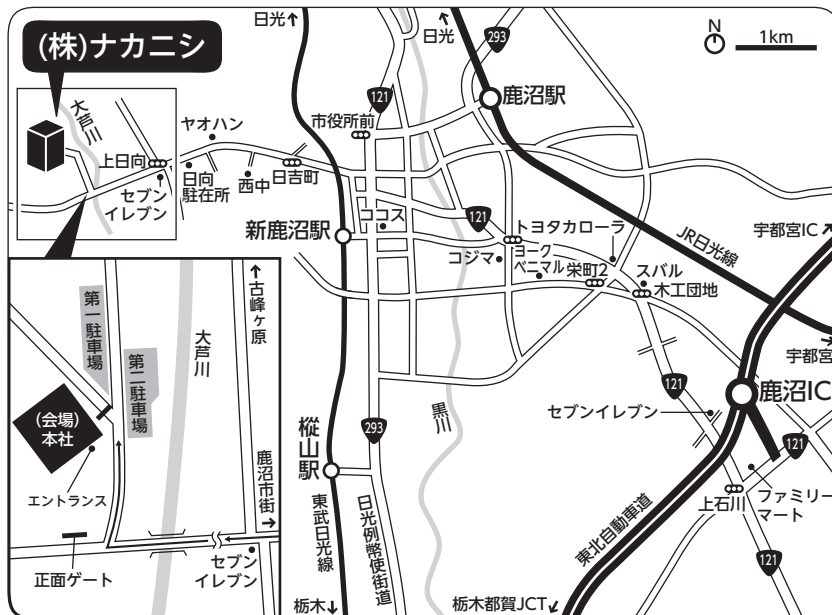 (株)ナカニシ
日光↑
日光
293
N
1km
121
鹿沼駅
市役所前
大芦川
ヤオハン
上日向
日向
駐在所
西中
日吉町
セブン
イレブン
ココス
121
トヨタカローラ
新鹿沼駅
コジマ
ヨーク
ベニマル
栄町2
スバル
木工団地
JR日光線
宇都宮IC
宇都宮
第一駐車場
第二駐車場
大芦川
古峰ヶ原
(会場)
本社
エントランス
正面ゲート
セブン
イレブン
鹿沼市街
樅山駅
東武日光線
293
日光例幣使街道
黒川
121
セブンイレブン
鹿沼IC
121
上石川
ファミリー
マート
東北自動車道
121
栃木↓
栃木都賀JCT